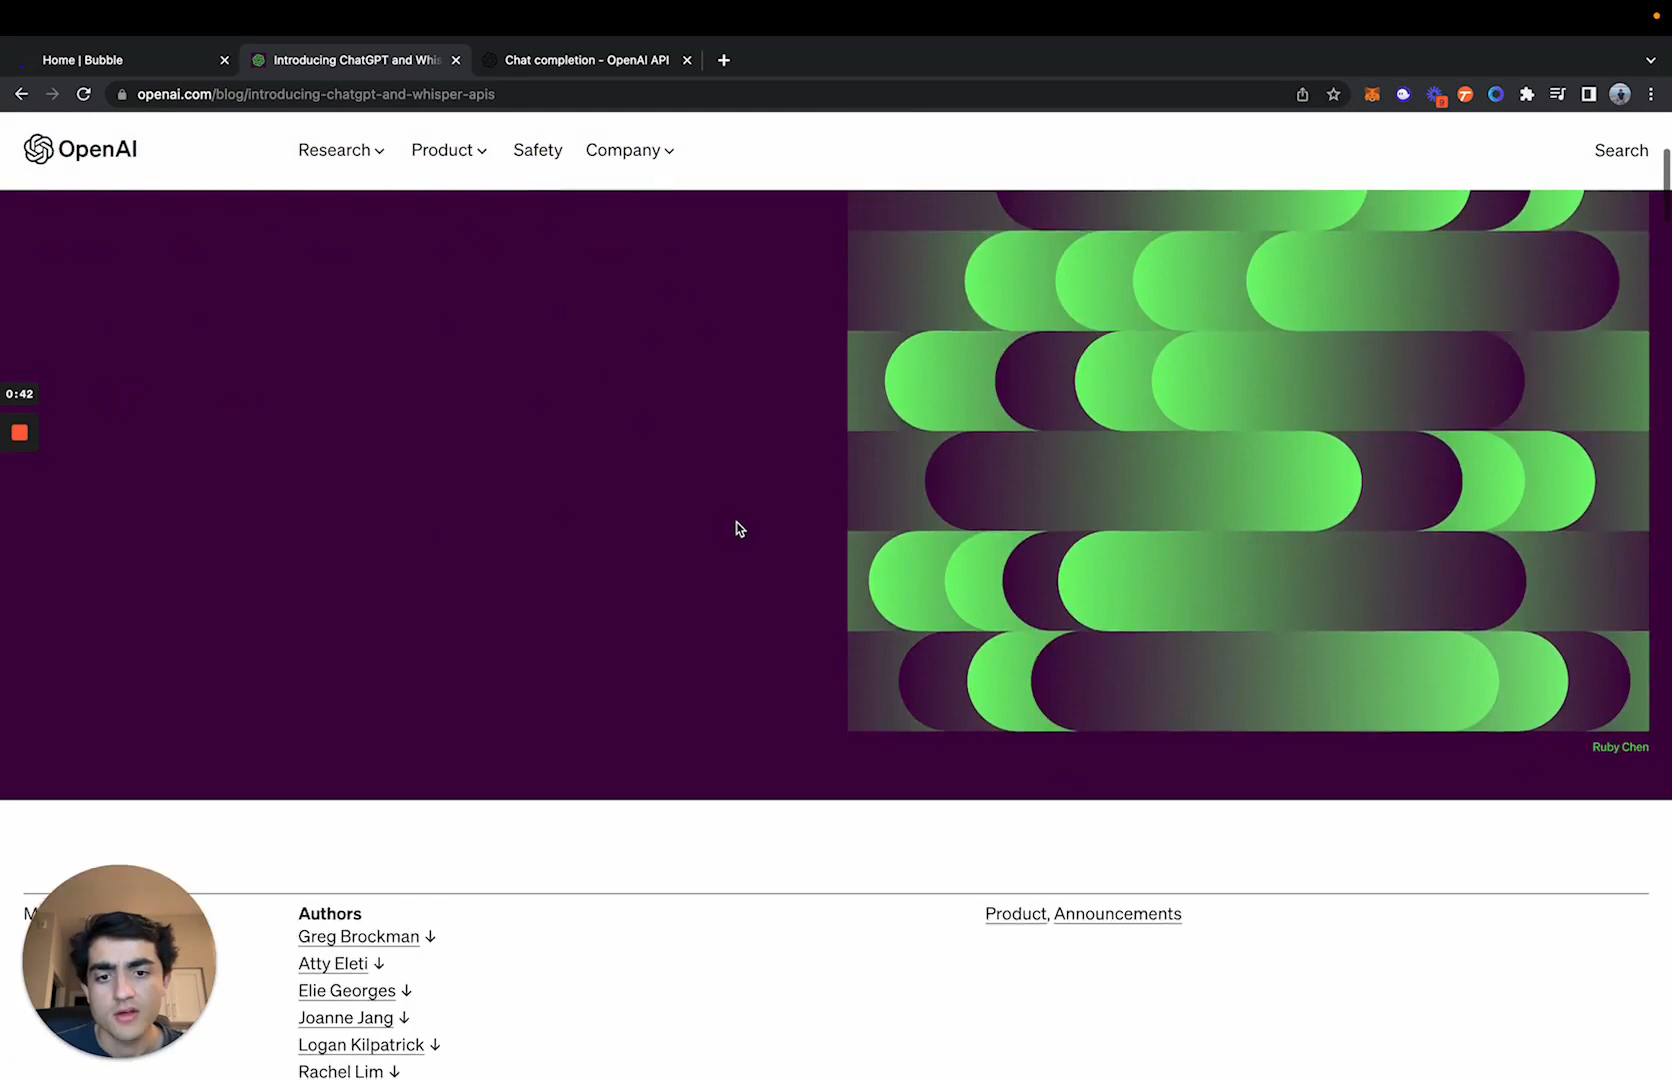 Home | Bubble
Introducing ChatGPT and Whis
Chat completion - OpenAI API
openai.com/blog/introducing-chatgpt-and-whisper-apis
9
OpenAI
Research
Product
Safety
Company
Search
0:42
Ruby Chen
M
Authors
Product, Announcements
Greg Brockman ↓
Atty Eleti ↓
Elie Georges ↓
Joanne Jang ↓
Logan Kilpatrick ↓
Rachel Lim ↓